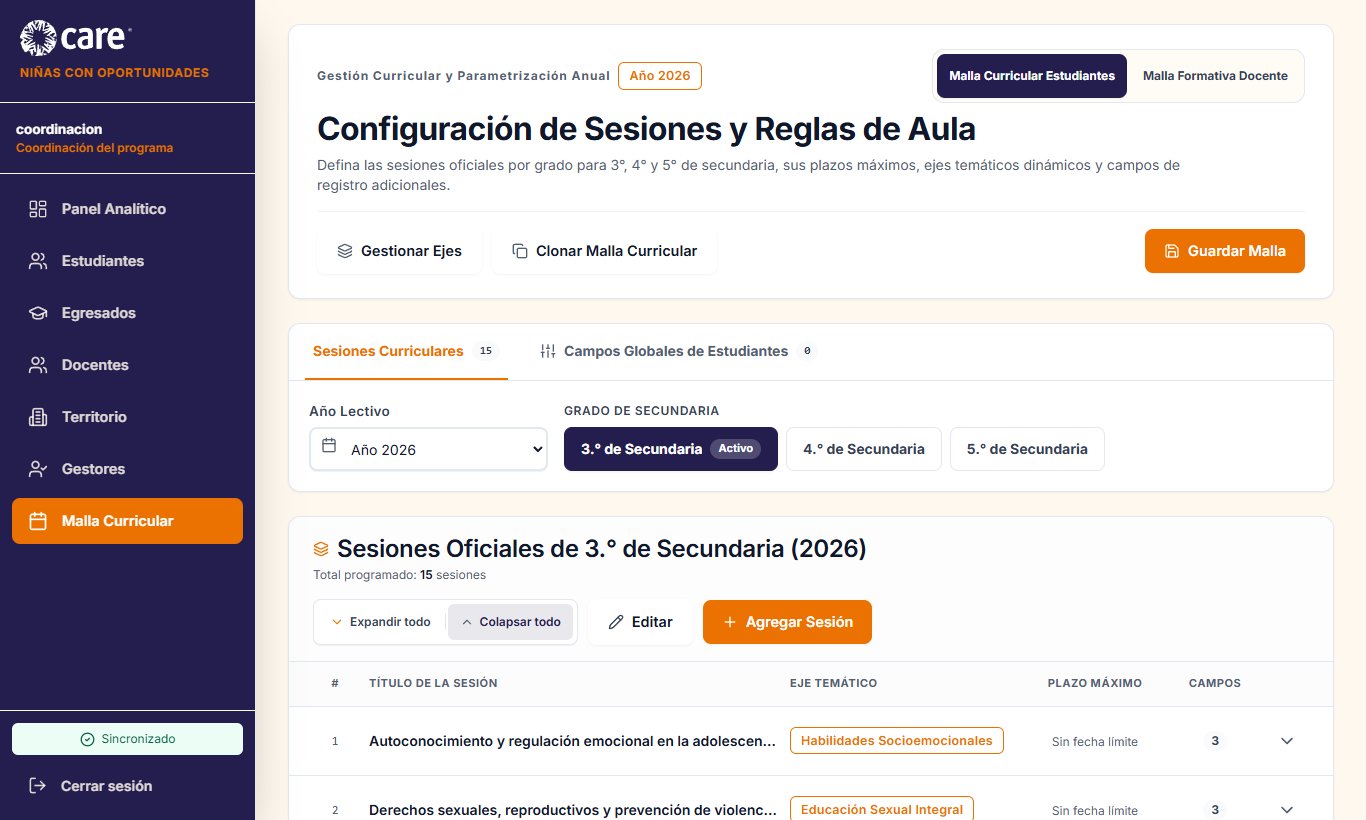 care
NIÑAS CON OPORTUNIDADES
coordinacion
Coordinación del programa
Panel Analítico
Estudiantes
Egresados
Docentes
Territorio
Gestores
Malla Curricular
Sincronizado
Cerrar sesión
Gestión Curricular y Parametrización Anual
Año 2026
Malla Curricular Estudiantes
Malla Formativa Docente
Configuración de Sesiones y Reglas de Aula
Defina las sesiones oficiales por grado para 3°, 4° y 5° de secundaria, sus plazos máximos, ejes temáticos dinámicos y campos de
registro adicionales.
Gestionar Ejes
Clonar Malla Curricular
Guardar Malla
Sesiones Curriculares 15
Campos Globales de Estudiantes 0
Año Lectivo
Año 2026
GRADO DE SECUNDARIA
3.° de Secundaria Activo
4.° de Secundaria
5.° de Secundaria
Sesiones Oficiales de 3.° de Secundaria (2026)
Total programado: 15 sesiones
Expandir todo
Colapsar todo
Editar
+ Agregar Sesión
# TÍTULO DE LA SESIÓN EJE TEMÁTICO PLAZO MÁXIMO CAMPOS
1 Autoconocimiento y regulación emocional en la adolescen... Habilidades Socioemocionales Sin fecha límite 3
2 Derechos sexuales, reproductivos y prevención de violenc... Educación Sexual Integral Sin fecha límite 3